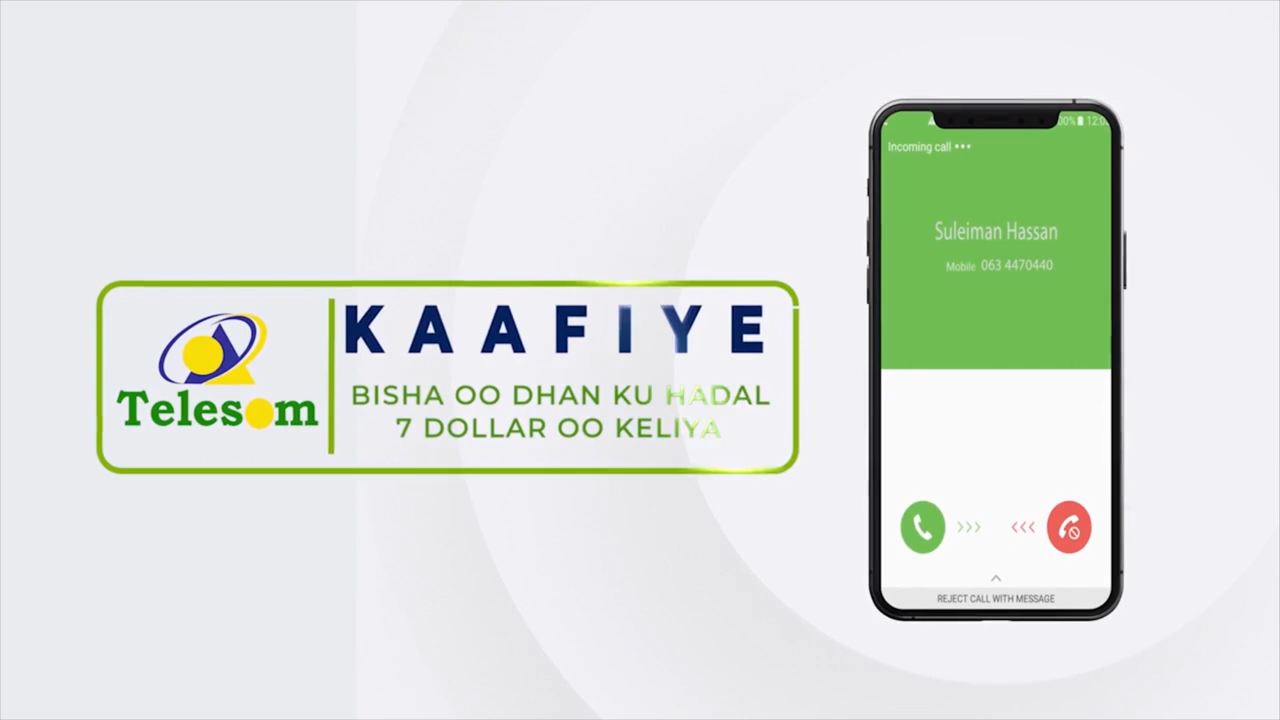 Telesom
KAAFIYE
BISHA OO DHAN KU HADAL
7 DOLLAR OO KELIYA
Incoming call •••
Suleiman Hassan
Mobile 063 4470440
REJECT CALL WITH MESSAGE